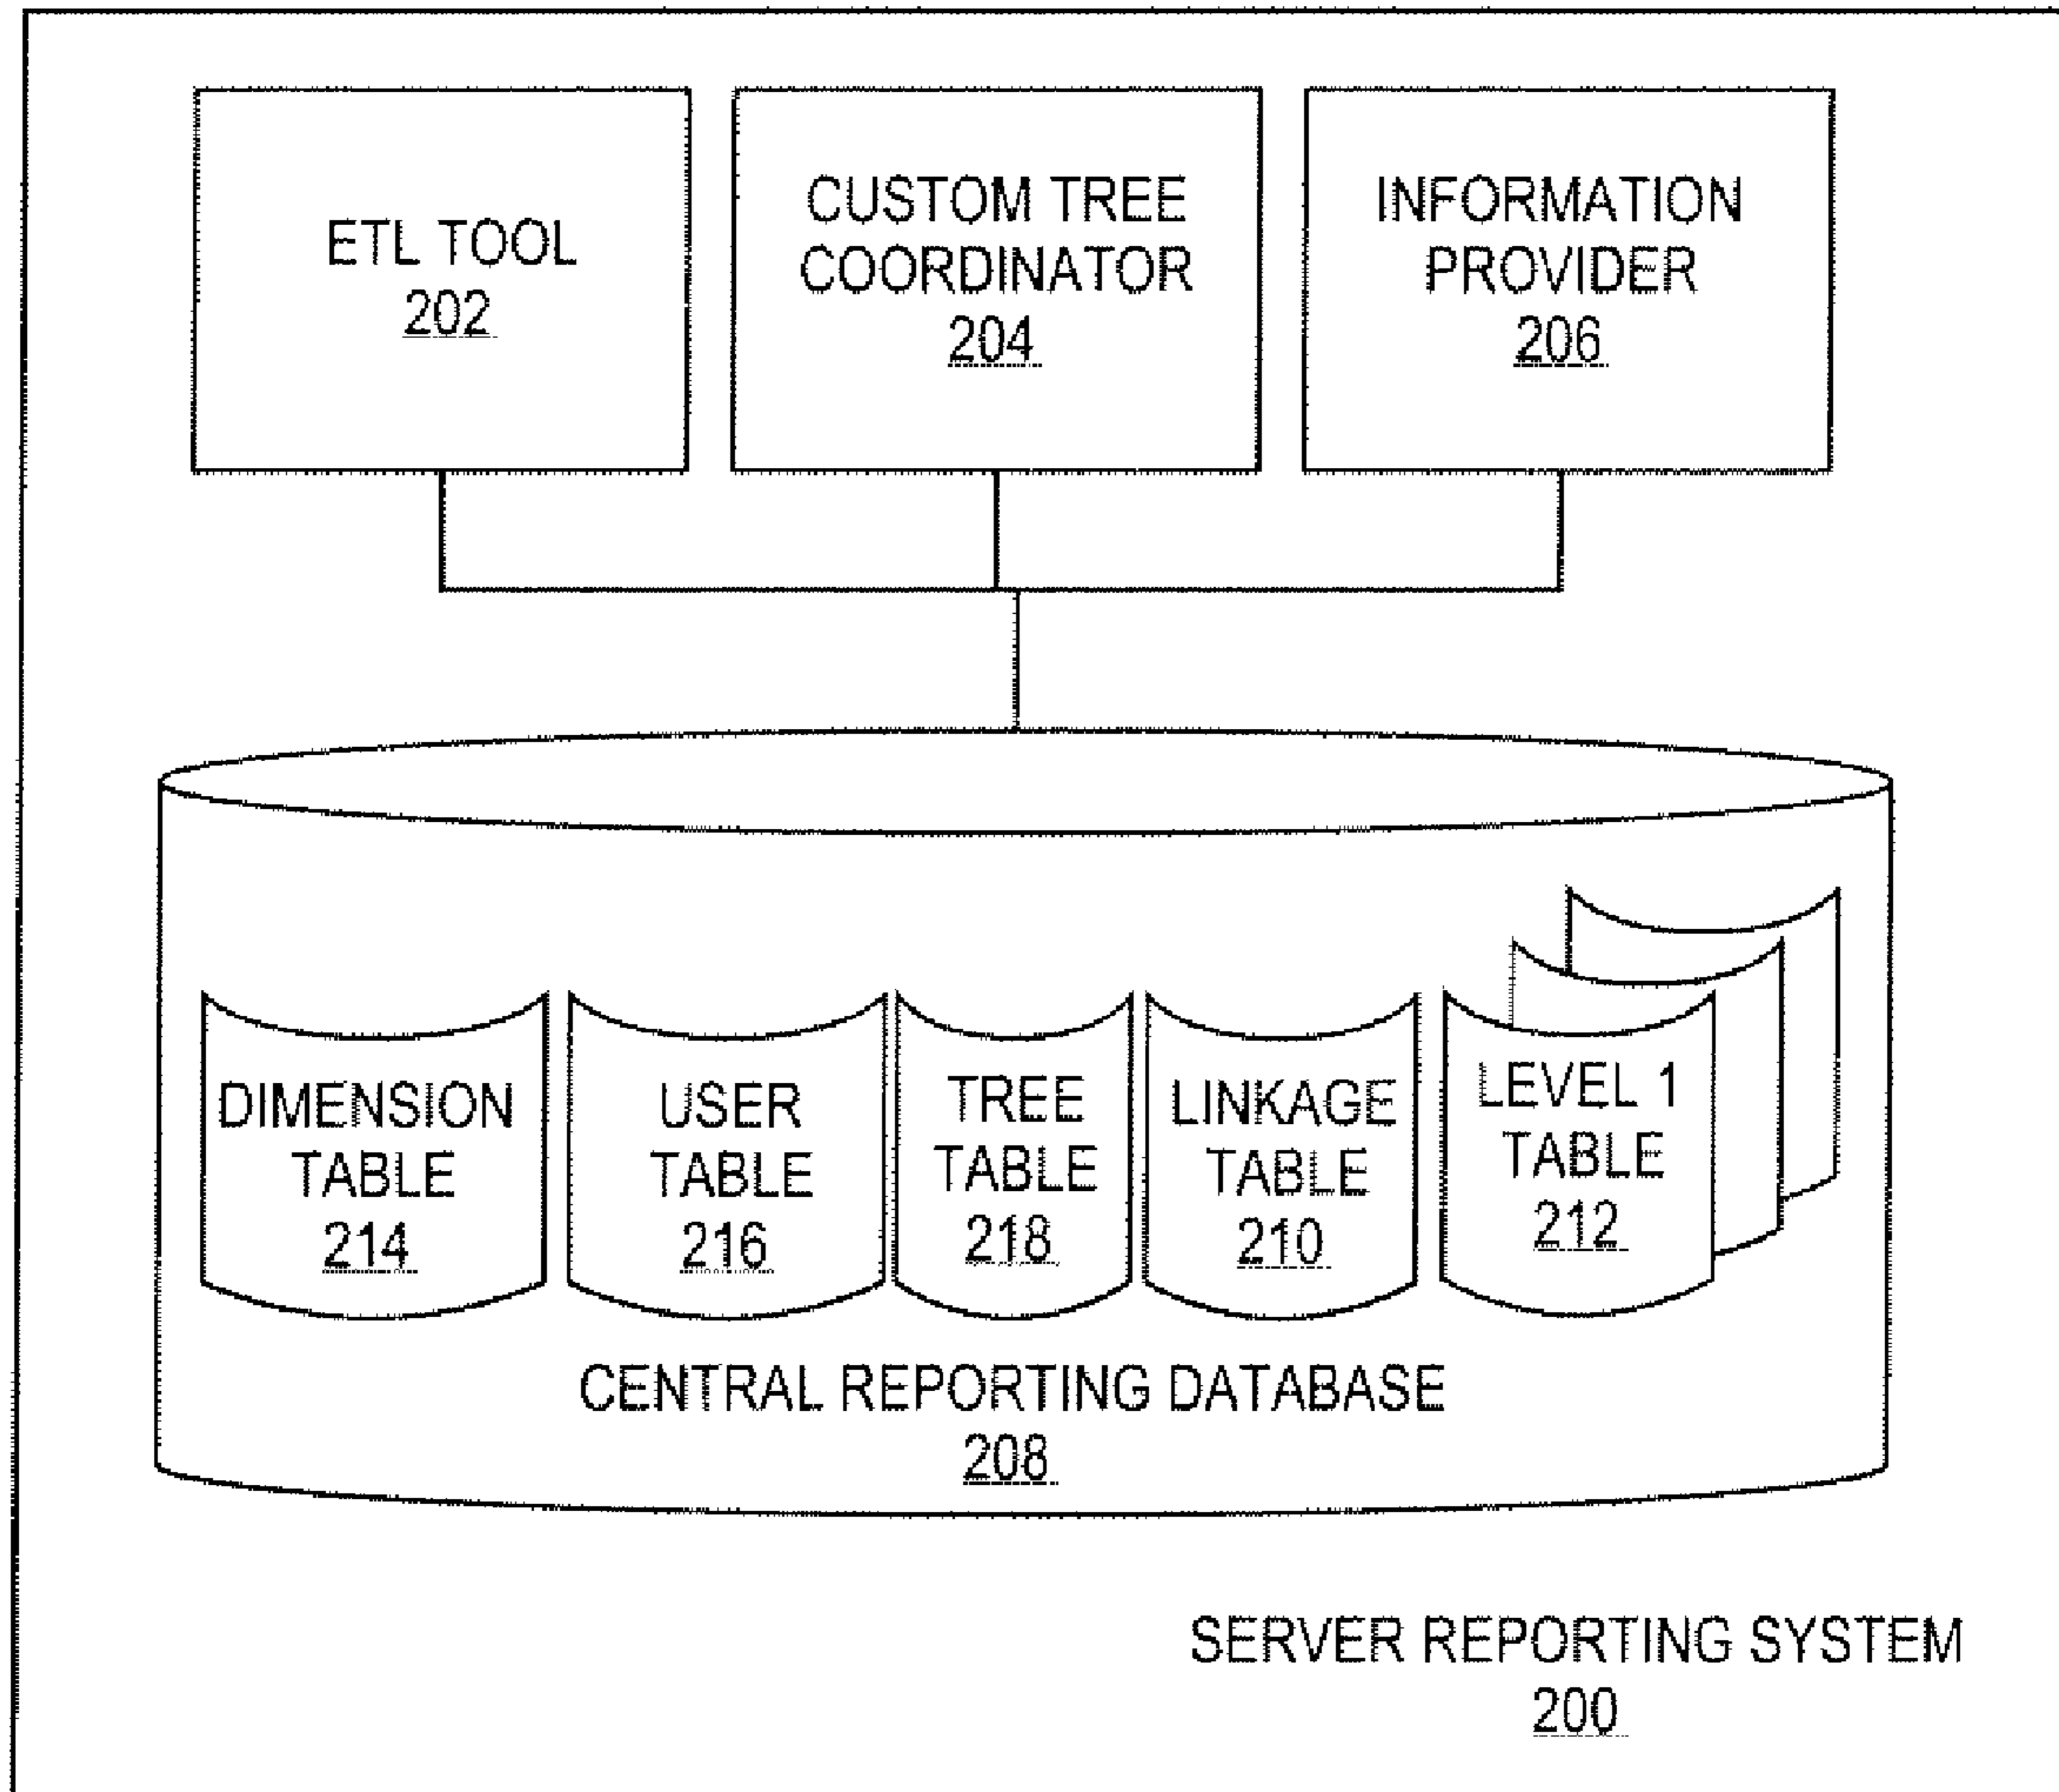 ETL TOOL
202
CUSTOM TREE
COORDINATOR
204
INFORMATION
PROVIDER
206
DIMENSION
TABLE
214
USER
TABLE
216
TREE
TABLE
218
LINKAGE
TABLE
210
LEVEL 1
TABLE
212
CENTRAL REPORTING DATABASE
208
SERVER REPORTING SYSTEM
200